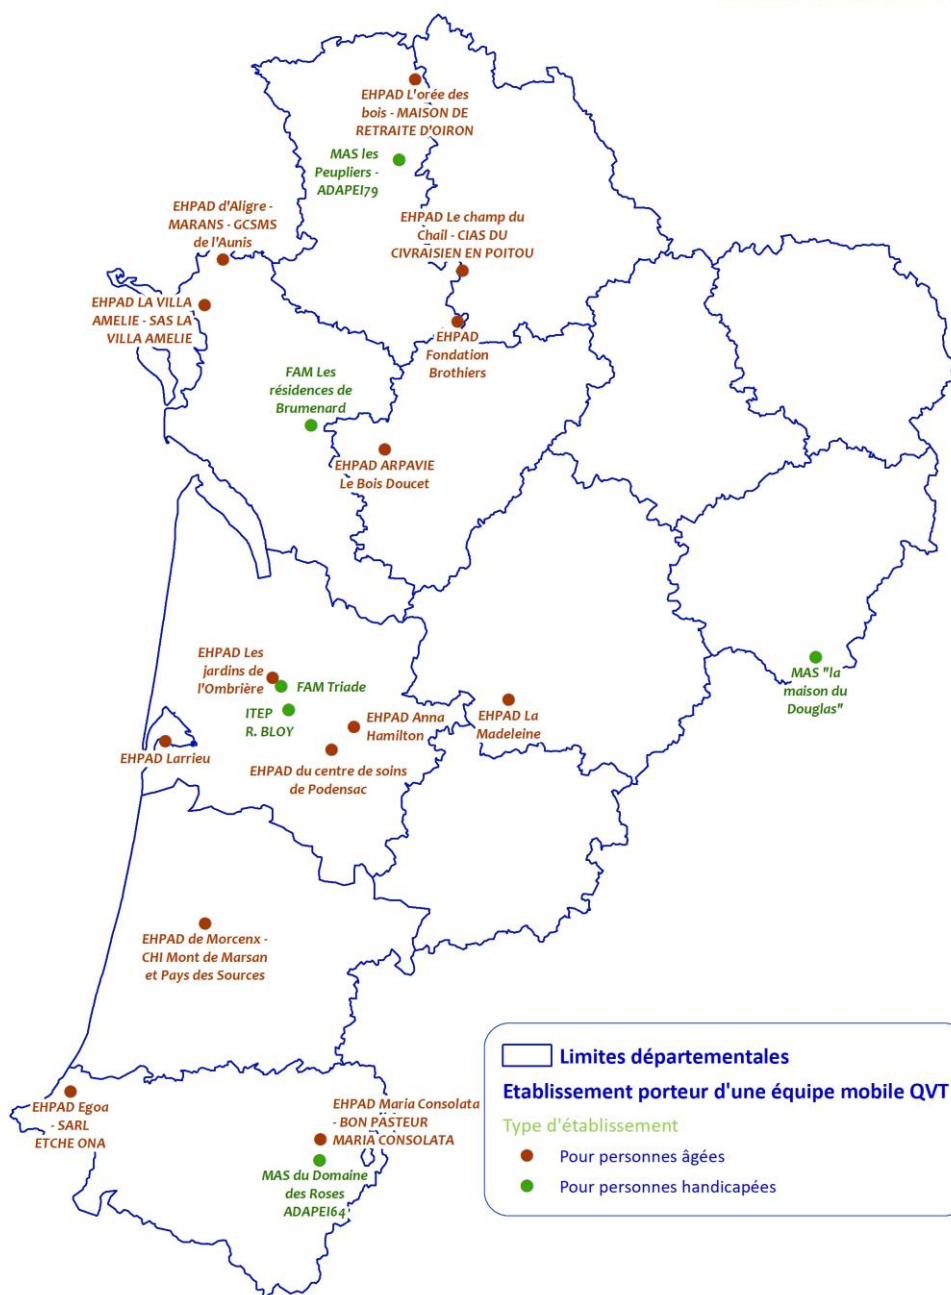 EHPAD L'orée des
bois - MAISON DE
RETRAITE D'OIRON
MAS les
Peupliers -
ADAPEI79
EHPAD d'Aligre -
MARANS - GCSMS
de l'Aunis
EHPAD Le champ du
Chail - CIAS DU
CIVRAISIEN EN POITOU
EHPAD LA VILLA
AMELIE - SAS LA
VILLA AMELIE
EHPAD
Fondation
Brothiers
FAM Les
résidences de
Brumenard
EHPAD ARPAVIE
Le Bois Doucet
EHPAD Les
jardins de
l'Ombrière
FAM Triade
ITEP
R. BLOY
EHPAD Anna
Hamilton
EHPAD La
Madeleine
MAS "la
maison du
Douglas"
EHPAD Larrieu
EHPAD du centre de soins
de Podensac
EHPAD de Morcenx -
CHI Mont de Marsan
et Pays des Sources
EHPAD Egoa
- SARL
ETCHE ONA
EHPAD Maria Consolata
- BON PASTEUR
MARIA CONSOLATA
MAS du Domaine
des Roses
ADAPEI64
Limites départementales
Etablissement porteur d'une équipe mobile QVT
Type d'établissement
Pour personnes âgées
Pour personnes handicapées